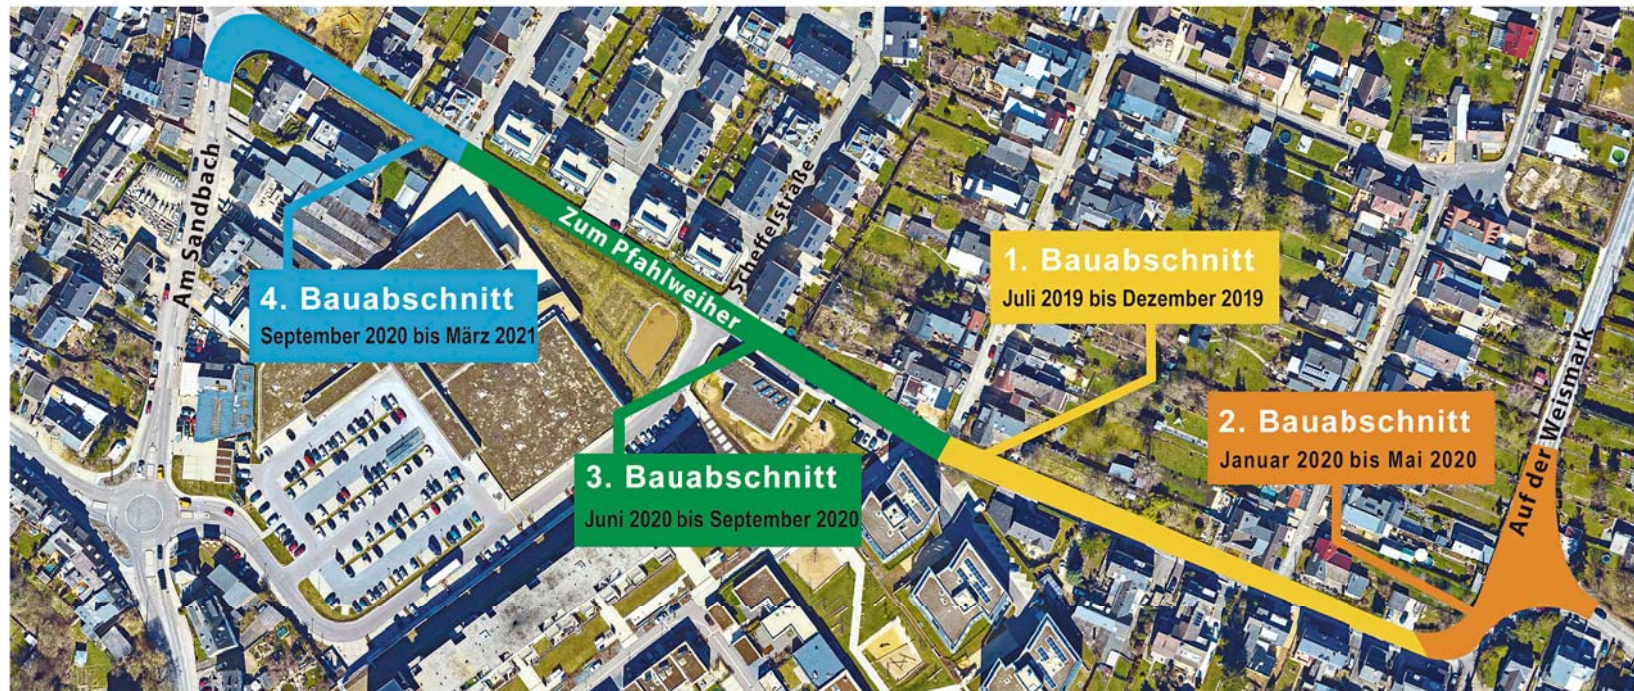 Am Sandbach
4. Bauabschnitt
September 2020 bis März 2021
Zum Pfahlweiher
Scheffelstraße
3. Bauabschnitt
Juni 2020 bis September 2020
1. Bauabschnitt
Juli 2019 bis Dezember 2019
2. Bauabschnitt
Januar 2020 bis Mai 2020
Auf der Weismark